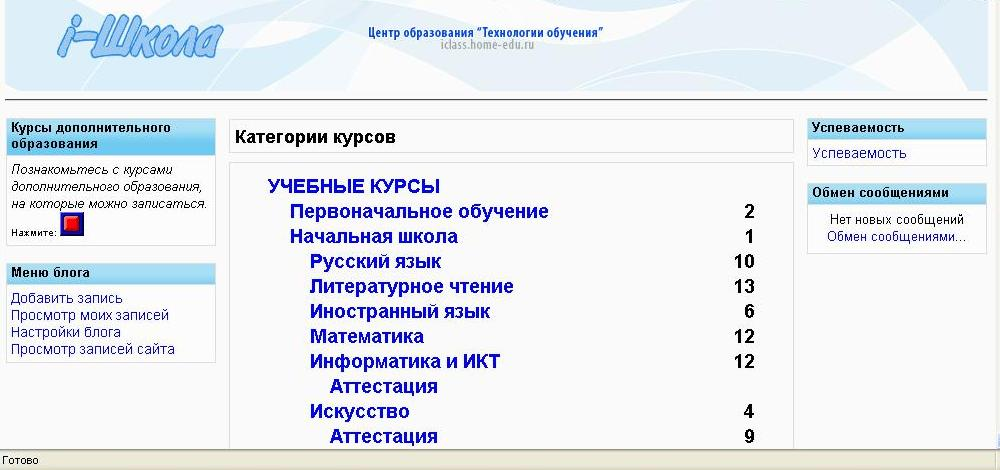 i-Школа
Центр образования "Технологии обучения"
iclass.home-edu.ru
Курсы дополнительного
образования
Познакомьтесь с курсами
дополнительного образования,
на которые можно записаться.
Нажмите:
Меню блога
Добавить запись
Просмотр моих записей
Настройки блога
Просмотр записей сайта
Категории курсов
УЧЕБНЫЕ КУРСЫ
Первоначальное обучение 2
Начальная школа 1
Русский язык 10
Литературное чтение 13
Иностранный язык 6
Математика 12
Информатика и ИКТ 12
Аттестация
Искусство 4
Аттестация 9
Успеваемость
Успеваемость
Обмен сообщениями
Нет новых сообщений
Обмен сообщениями...
Готово